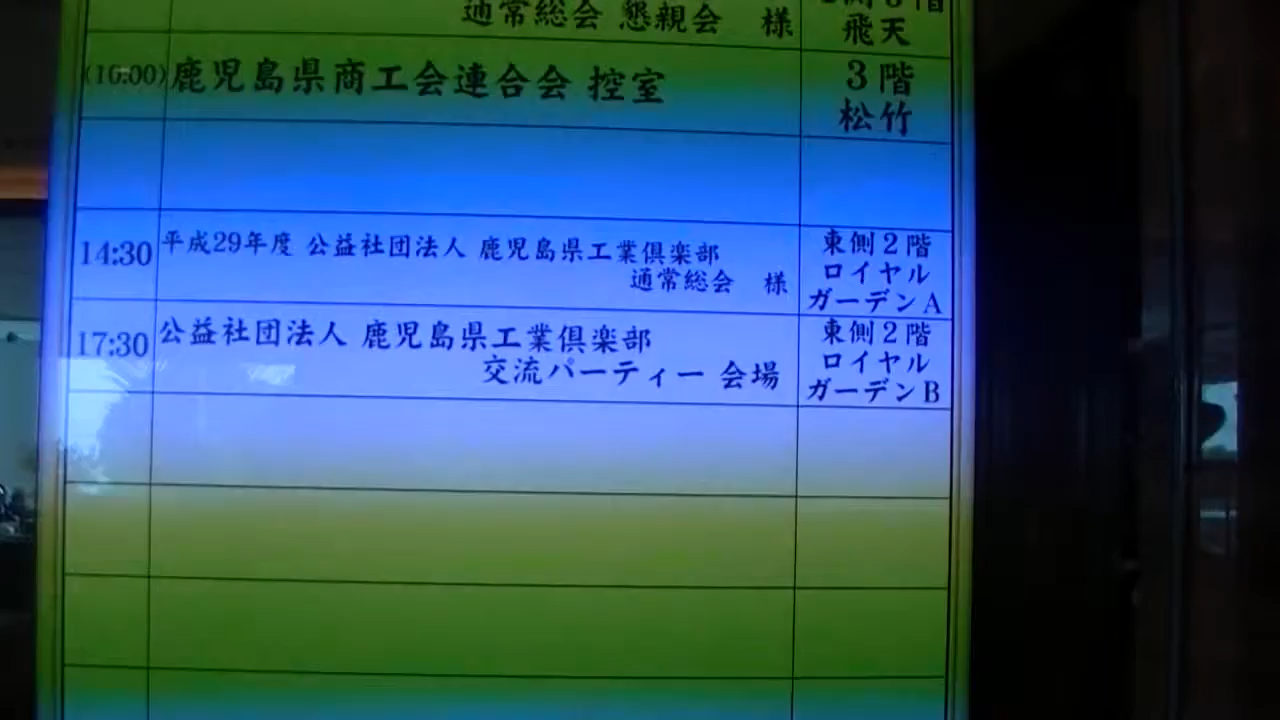 通常総会 懇親会 様
飛天
(16:00) 鹿児島県商工会連合会 控室
3階
松竹
14:30 平成29年度 公益社団法人 鹿児島県工業倶楽部
通常総会 様
東側2階
ロイヤル
ガーデンA
17:30 公益社団法人 鹿児島県工業倶楽部
交流パーティー 会場
東側2階
ロイヤル
ガーデンB